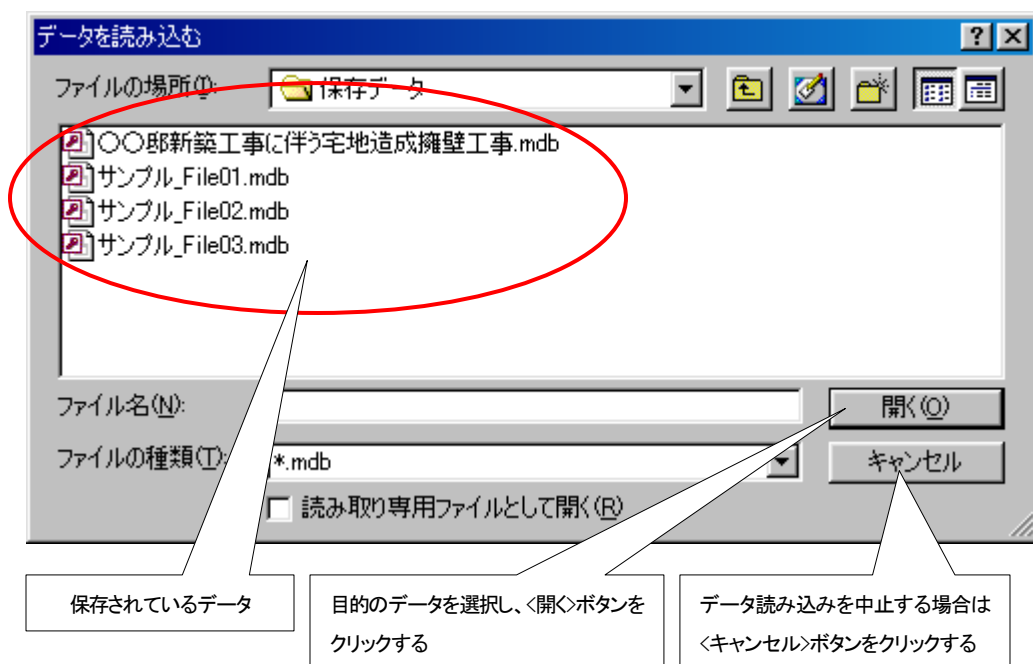 データを読み込む
ファイルの場所(I):
保存データ
〇〇邸新築工事に伴う宅地造成擁壁工事.mdb
サンプル_File01.mdb
サンプル_File02.mdb
サンプル_File03.mdb
ファイル名(N):
開く(O)
ファイルの種類(T):
*.mdb
キャンセル
読み取り専用ファイルとして開く(R)
保存されているデータ
目的のデータを選択し、<開く>ボタンを
クリックする
データ読み込みを中止する場合は
<キャンセル>ボタンをクリックする